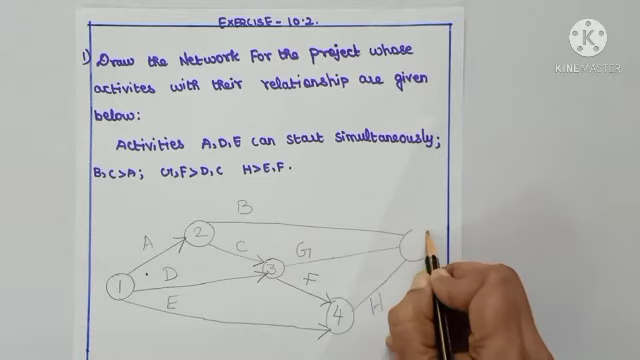 EXERCISE - 10.2.
1) Draw the Network for the project whose
activites with their relationship are given
below:
Activities A, D, E can start simultaneously;
B, C > A; G, F > D, C H > E, F.
B
A
C
G
D
F
E
H
1
2
3
4
K
KINEMASTER